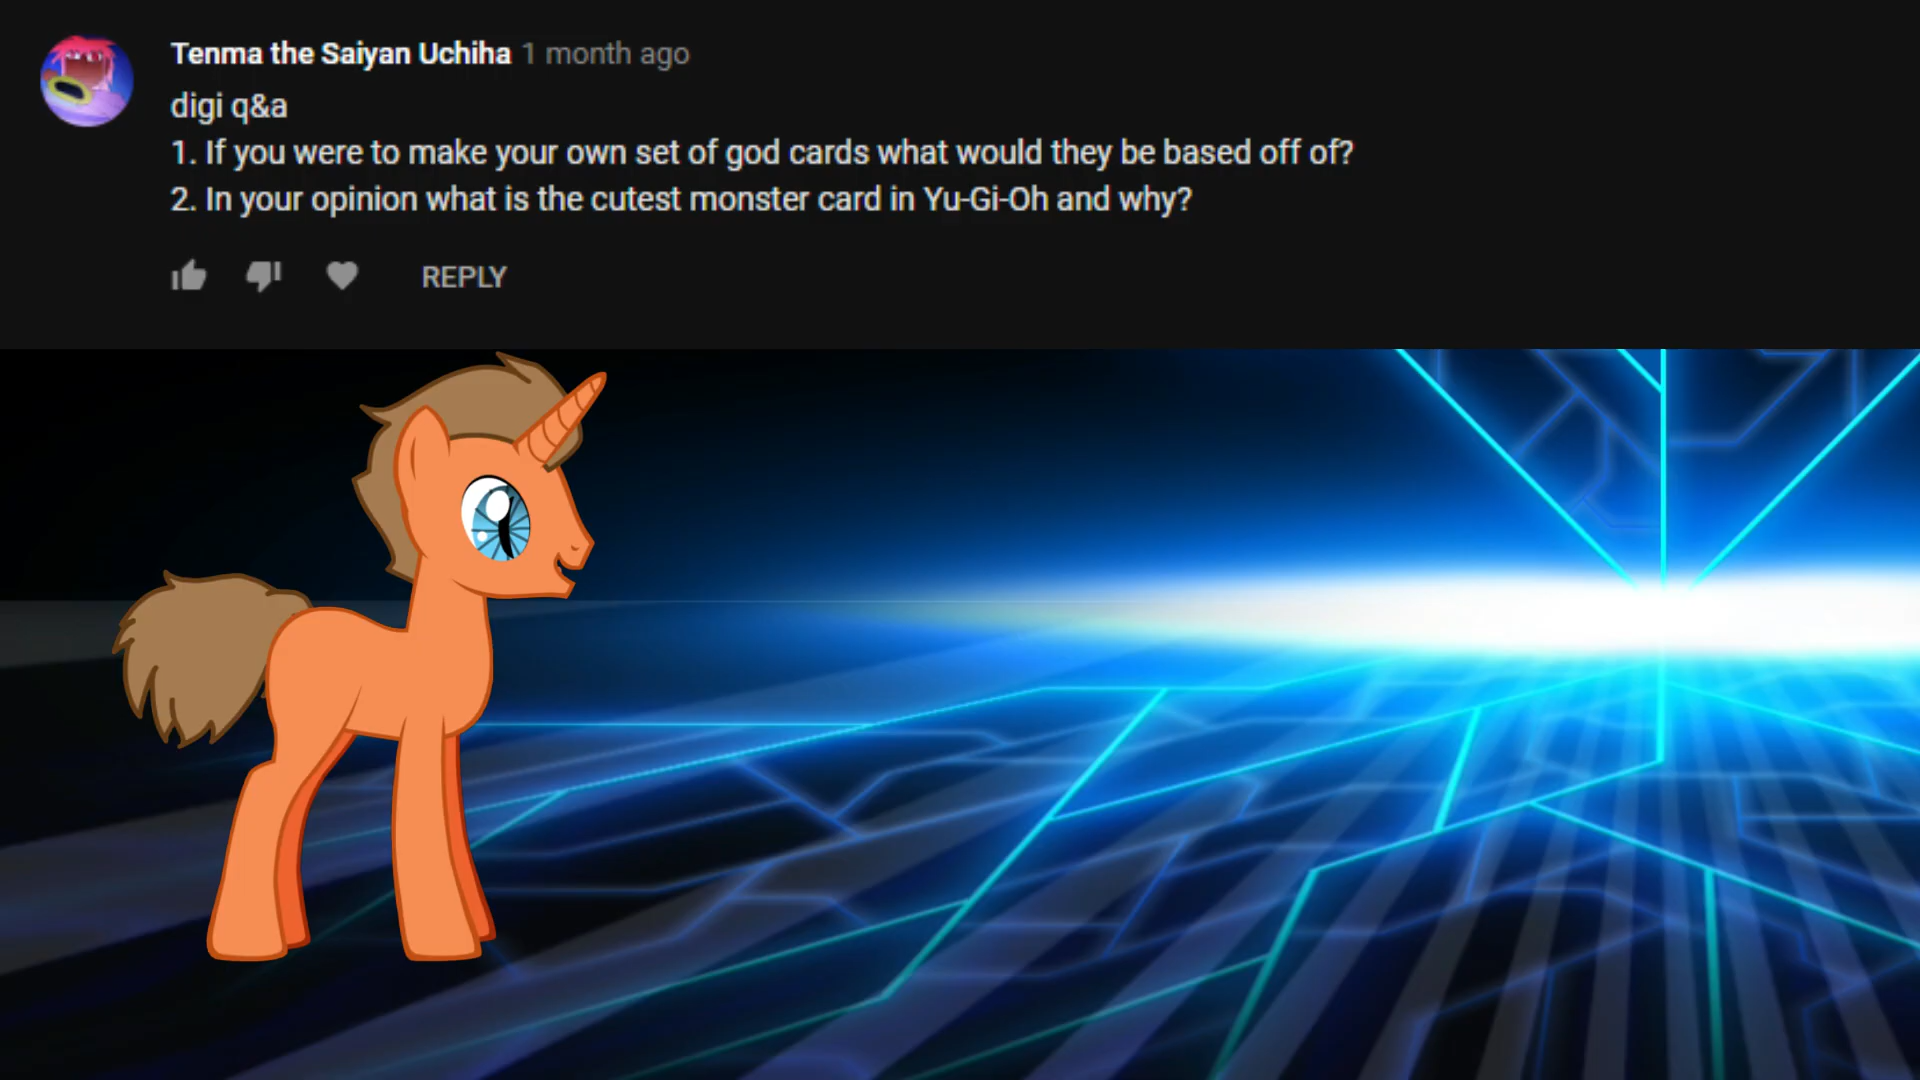 Tenma the Saiyan Uchiha 1 month ago
digi q&a
1. If you were to make your own set of god cards what would they be based off of?
2. In your opinion what is the cutest monster card in Yu-Gi-Oh and why?
REPLY